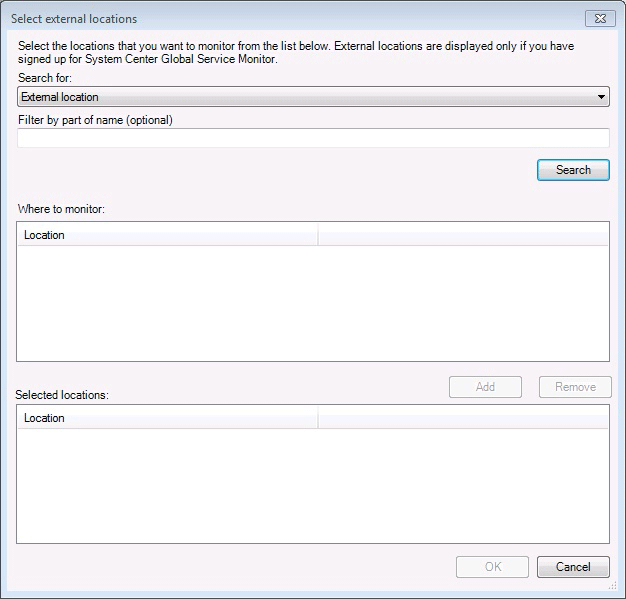 Select external locations
Select the locations that you want to monitor from the list below. External locations are displayed only if you have
signed up for System Center Global Service Monitor.
Search for:
External location
Filter by part of name (optional)
Search
Where to monitor:
Location
Add
Remove
Selected locations:
Location
OK
Cancel